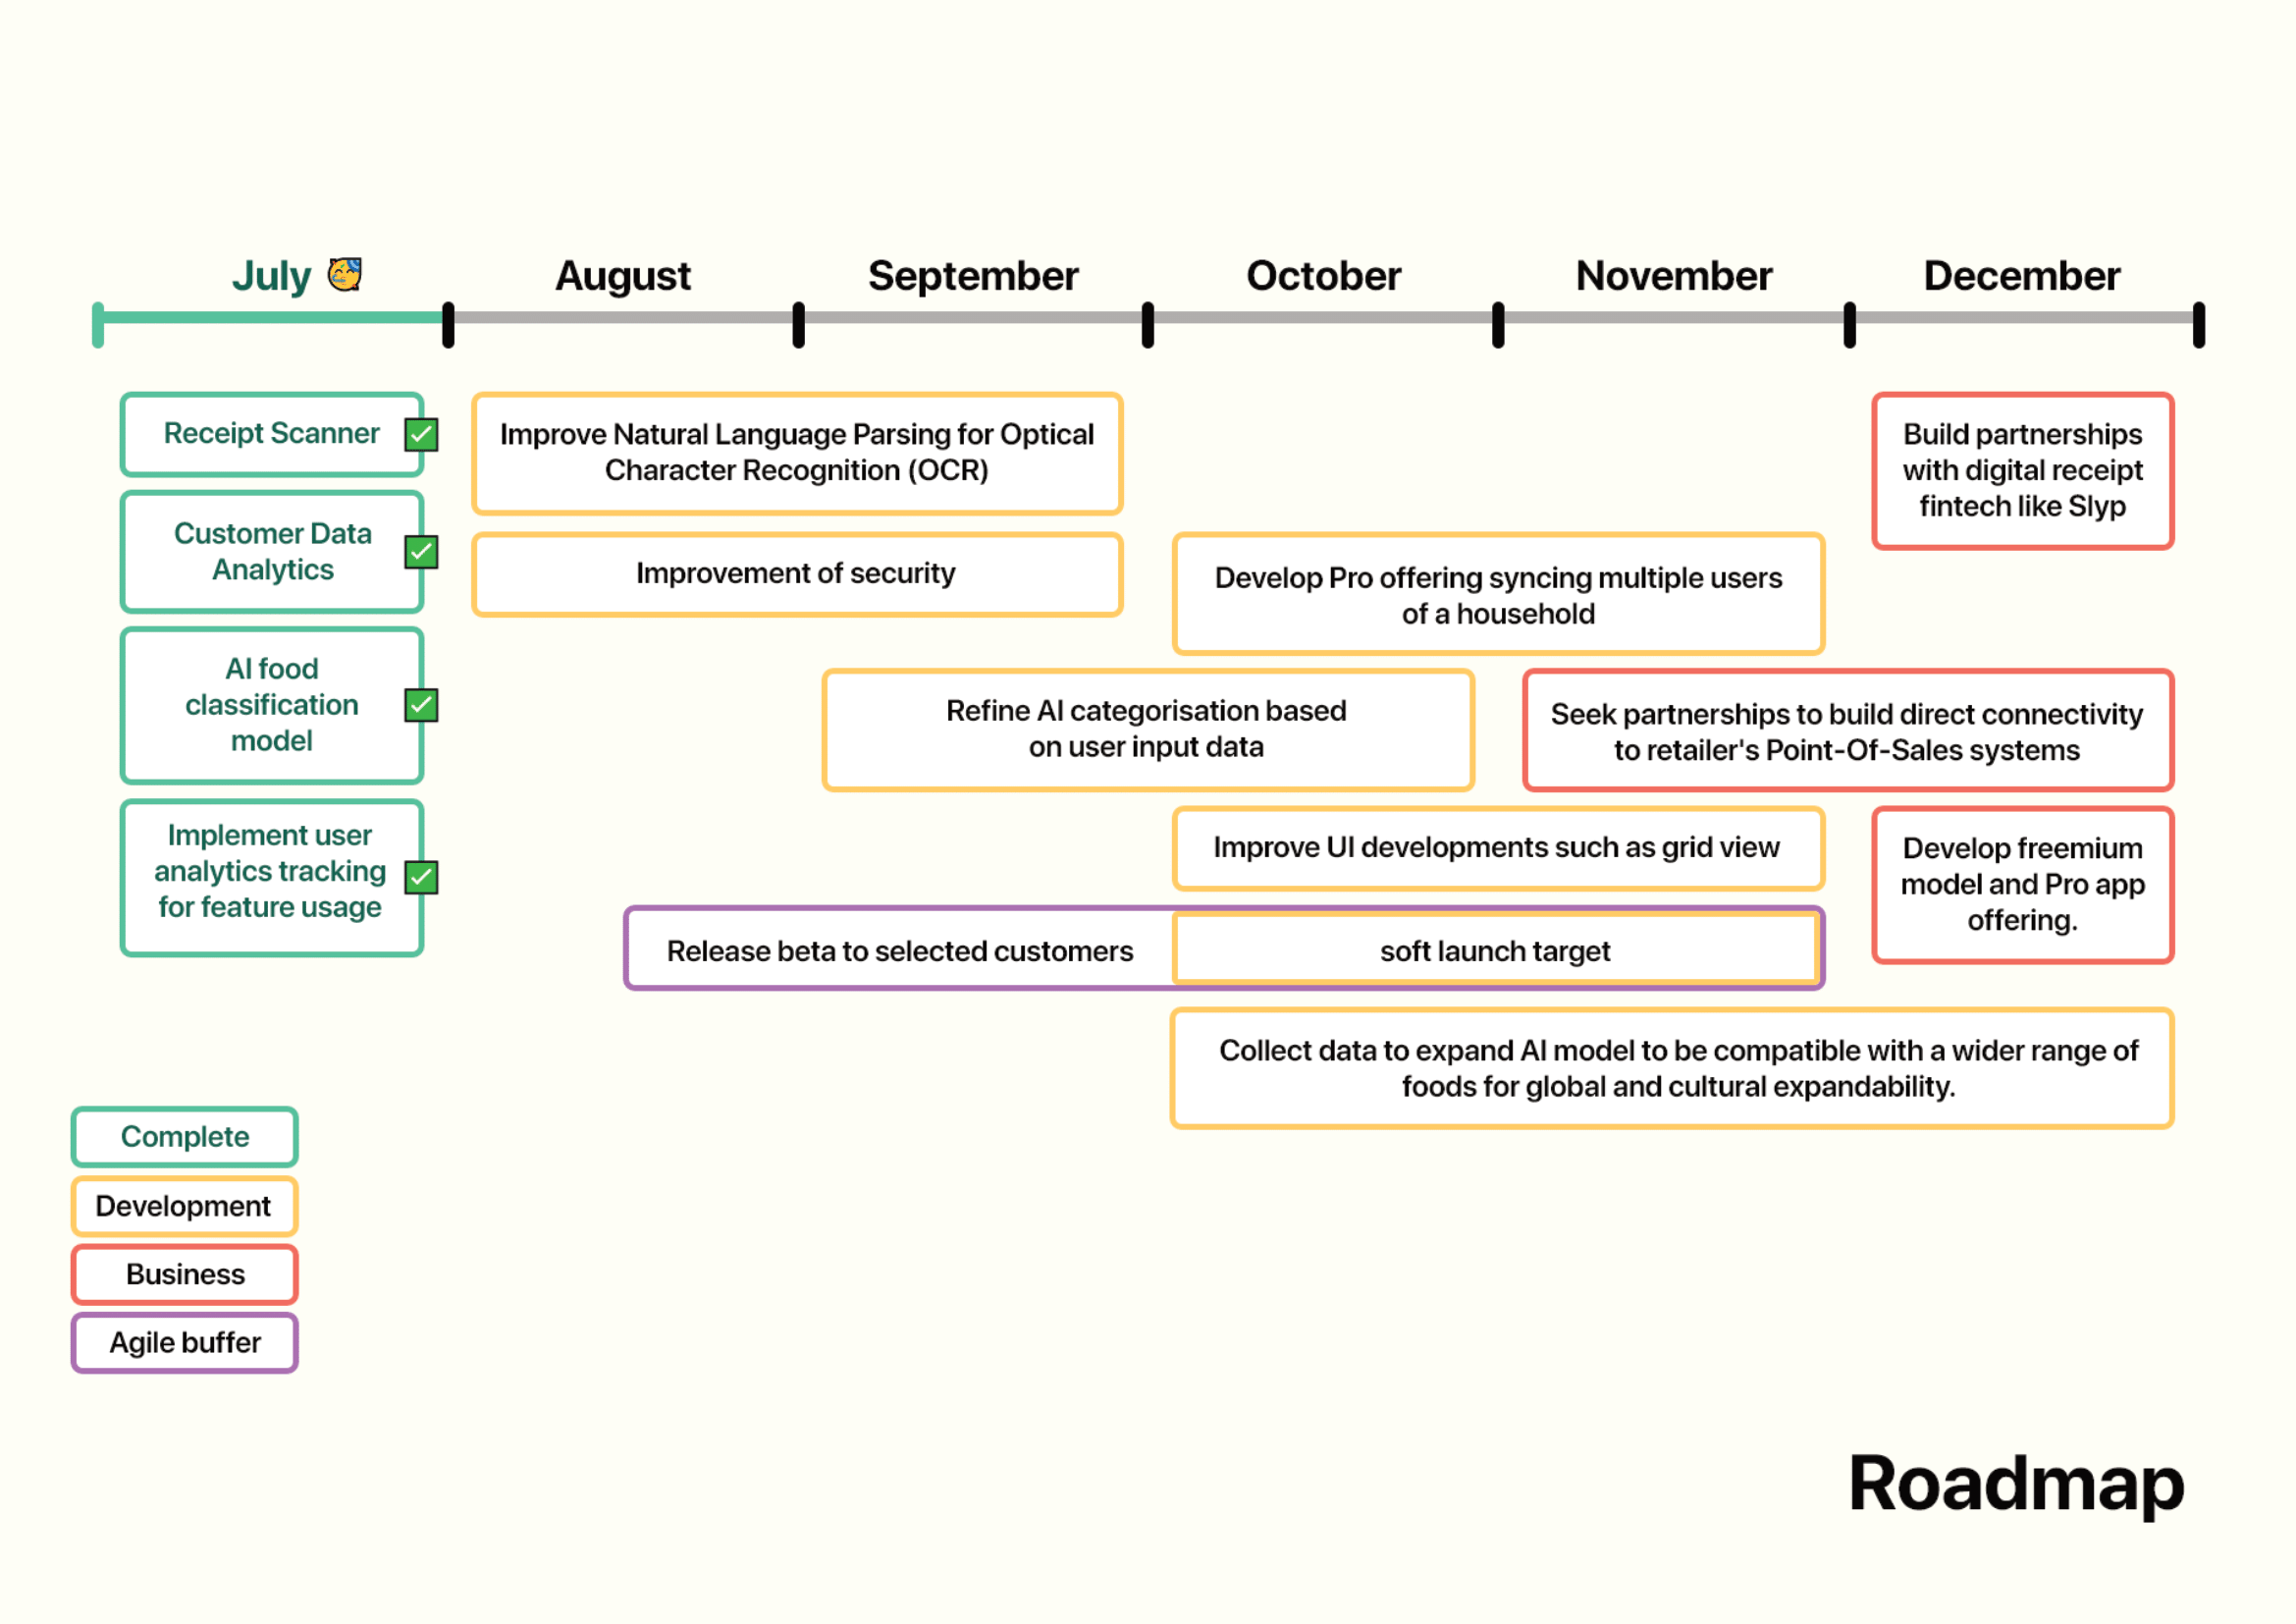 July
August
September
October
November
December
Receipt Scanner
Customer Data
Analytics
AI food
classification
model
Implement user
analytics tracking
for feature usage
Improve Natural Language Parsing for Optical
Character Recognition (OCR)
Improvement of security
Develop Pro offering syncing multiple users
of a household
Build partnerships
with digital receipt
fintech like Slyp
Refine AI categorisation based
on user input data
Seek partnerships to build direct connectivity
to retailer's Point-Of-Sales systems
Improve UI developments such as grid view
Develop freemium
model and Pro app
offering.
Release beta to selected customers
soft launch target
Collect data to expand AI model to be compatible with a wider range of
foods for global and cultural expandability.
Complete
Development
Business
Agile buffer
Roadmap